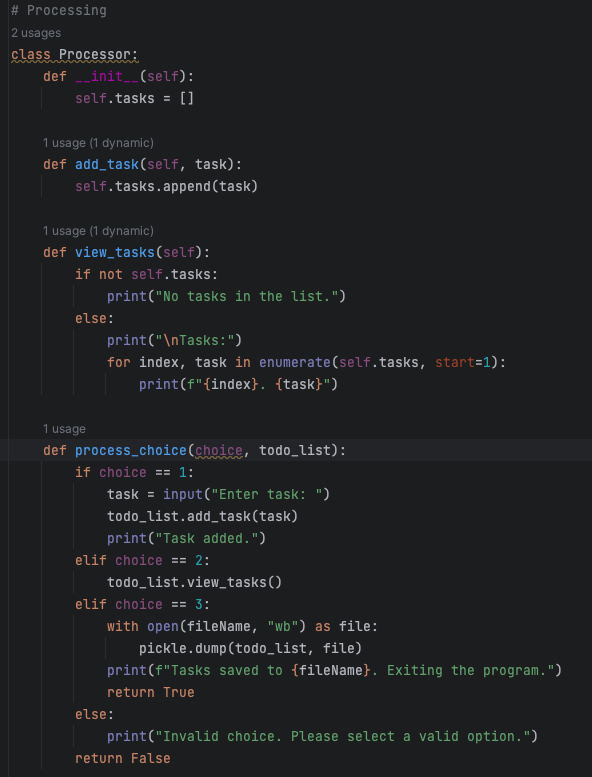 # Processing
2 usages
class Processor:
    def __init__(self):
        self.tasks = []
1 usage (1 dynamic)
    def add_task(self, task):
        self.tasks.append(task)
1 usage (1 dynamic)
    def view_tasks(self):
        if not self.tasks:
            print("No tasks in the list.")
        else:
            print("\nTasks:")
            for index, task in enumerate(self.tasks, start=1):
                print(f"{index}. {task}")
1 usage
    def process_choice(choice, todo_list):
        if choice == 1:
            task = input("Enter task: ")
            todo_list.add_task(task)
            print("Task added.")
        elif choice == 2:
            todo_list.view_tasks()
        elif choice == 3:
            with open(fileName, "wb") as file:
                pickle.dump(todo_list, file)
            print(f"Tasks saved to {fileName}. Exiting the program.")
            return True
        else:
            print("Invalid choice. Please select a valid option.")
        return False